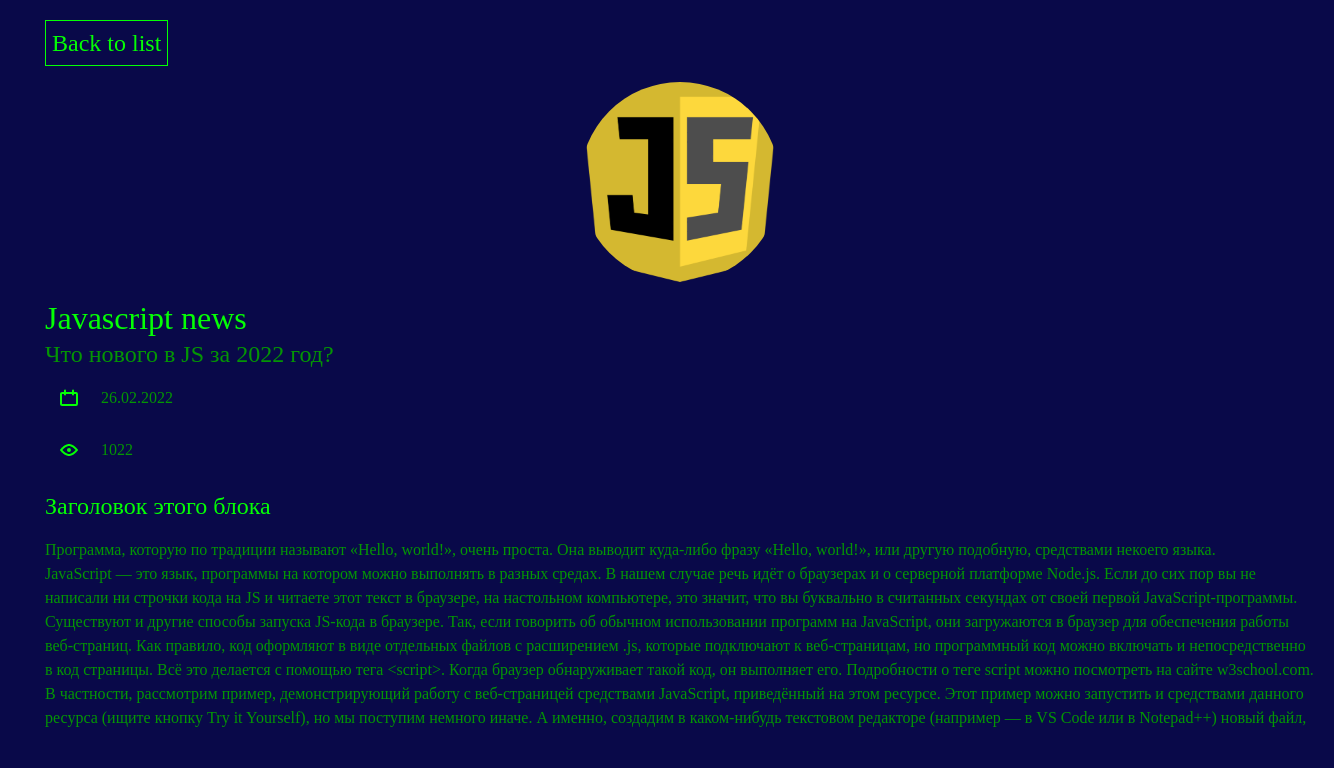 Back to list
JS
Javascript news
Что нового в JS за 2022 год?
26.02.2022
1022
Заголовок этого блока
Программа, которую по традиции называют «Hello, world!», очень проста. Она выводит куда-либо фразу «Hello, world!», или другую подобную, средствами некоего языка.
JavaScript — это язык, программы на котором можно выполнять в разных средах. В нашем случае речь идёт о браузерах и о серверной платформе Node.js. Если до сих пор вы не
написали ни строчки кода на JS и читаете этот текст в браузере, на настольном компьютере, это значит, что вы буквально в считанных секундах от своей первой JavaScript-программы.
Существуют и другие способы запуска JS-кода в браузере. Так, если говорить об обычном использовании программ на JavaScript, они загружаются в браузер для обеспечения работы
веб-страниц. Как правило, код оформляют в виде отдельных файлов с расширением .js, которые подключают к веб-страницам, но программный код можно включать и непосредственно
в код страницы. Всё это делается с помощью тега <script>. Когда браузер обнаруживает такой код, он выполняет его. Подробности о теге script можно посмотреть на сайте w3school.com.
В частности, рассмотрим пример, демонстрирующий работу с веб-страницей средствами JavaScript, приведённый на этом ресурсе. Этот пример можно запустить и средствами данного
ресурса (ищите кнопку Try it Yourself), но мы поступим немного иначе. А именно, создадим в каком-нибудь текстовом редакторе (например — в VS Code или в Notepad++) новый файл,